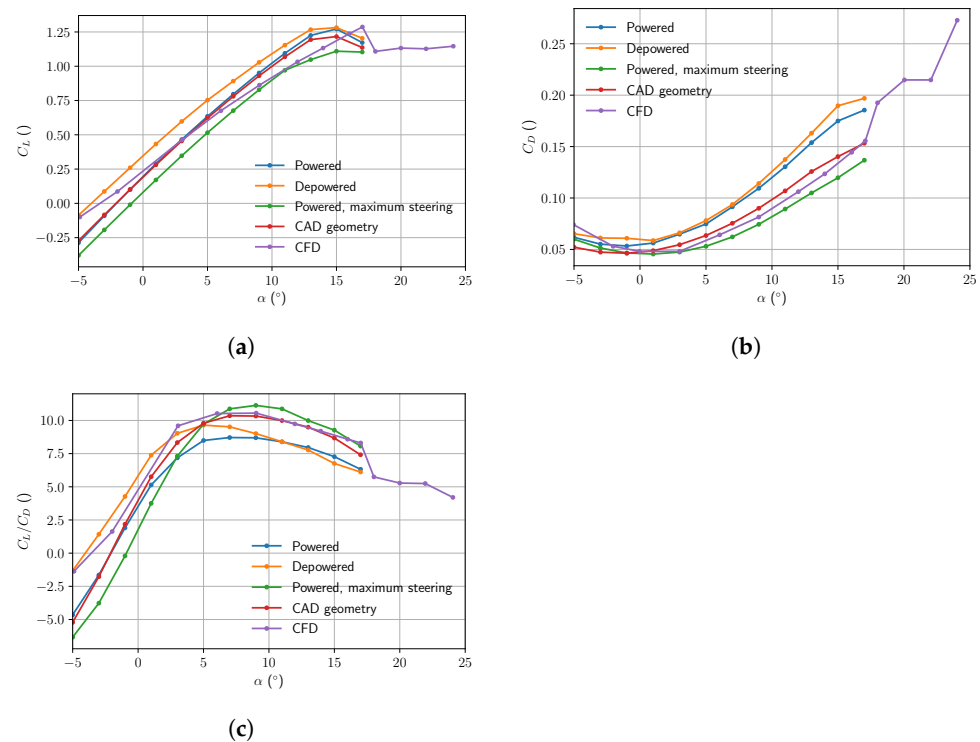 1.25
1.00
0.75
0.50
0.25
0.00
−0.25
C_L ()
−5 0 5 10 15 20 25
α (°)
Powered
Depowered
Powered, maximum steering
CAD geometry
CFD
(a)
0.25
0.20
0.15
0.10
0.05
C_D ()
−5 0 5 10 15 20 25
α (°)
Powered
Depowered
Powered, maximum steering
CAD geometry
CFD
(b)
10.0
7.5
5.0
2.5
0.0
−2.5
−5.0
C_L/C_D ()
−5 0 5 10 15 20 25
α (°)
Powered
Depowered
Powered, maximum steering
CAD geometry
CFD
(c)